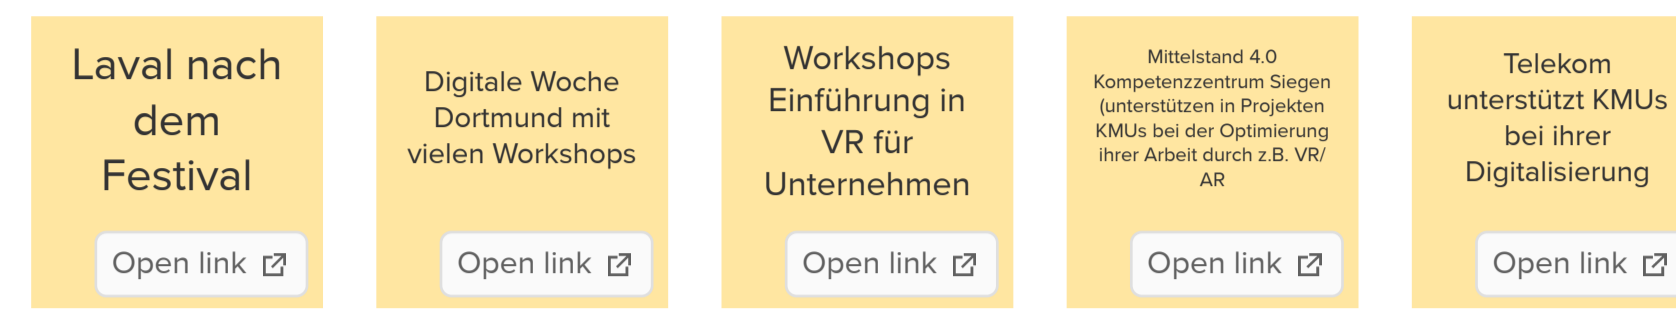 Laval nach
dem
Festival
Open link
Digitale Woche
Dortmund mit
vielen Workshops
Open link
Workshops
Einführung in
VR für
Unternehmen
Open link
Mittelstand 4.0
Kompetenzzentrum Siegen
(unterstützen in Projekten
KMUs bei der Optimierung
ihrer Arbeit durch z.B. VR/
AR
Open link
Telekom
unterstützt KMUs
bei ihrer
Digitalisierung
Open link